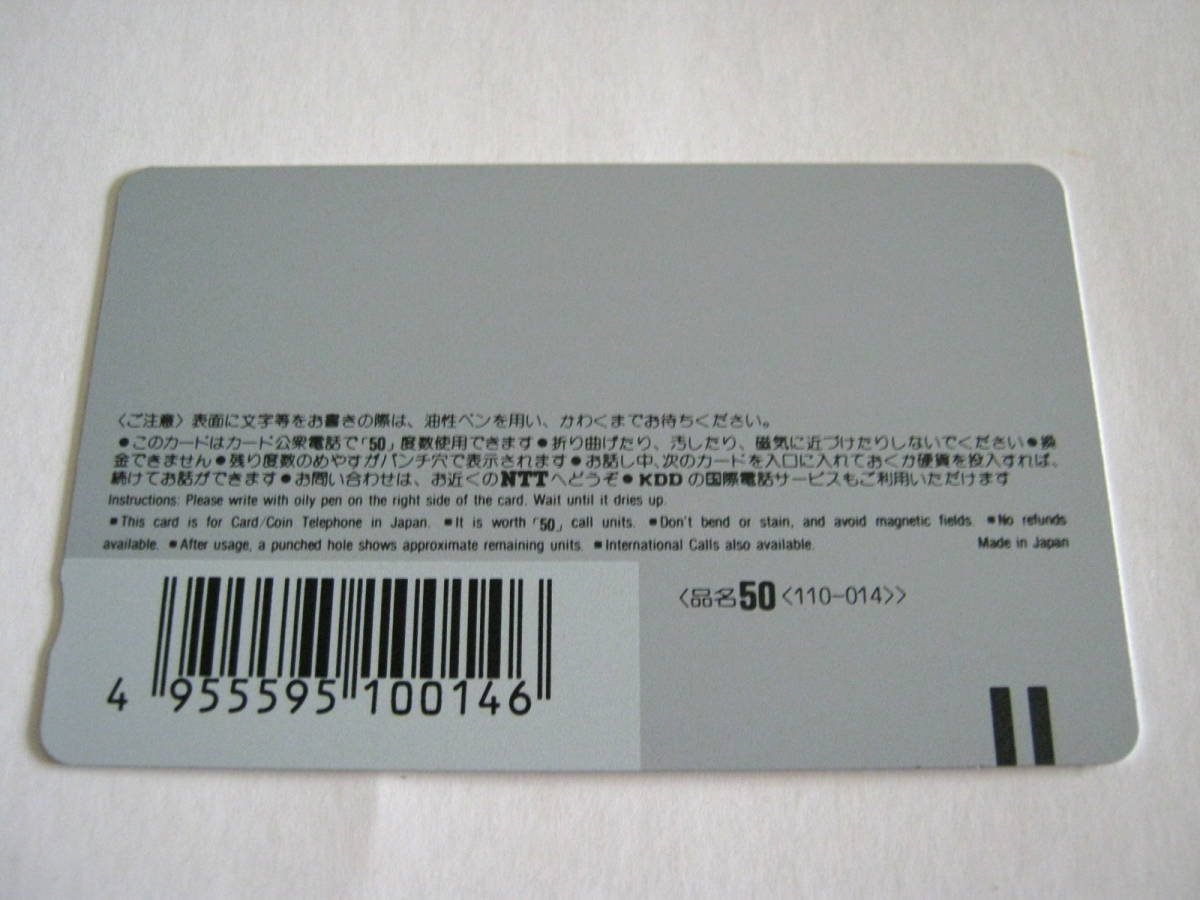 〈ご注意〉表面に文字等をお書きの際は、油性ペンを用い、かわくまでお待ちください。
●このカードはカード公衆電話で「50」度数使用できます●折り曲げたり、汚したり、磁気に近づけたりしないでください●換
金できません●残り度数のめやすがパンチ穴で表示されます●お話し中、次のカードを入口に入れておくか硬貨を投入すれば、
続けてお話ができます●お問い合わせは、お近くのNTTへどうぞ●KDDの国際電話サービスもご利用いただけます
Instructions: Please write with oily pen on the right side of the card. Wait until it dries up.
■This card is for Card/Coin Telephone in Japan. ■It is worth「50」call units. ■Don't bend or stain, and avoid magnetic fields. ■No refunds
available. ■After usage, a punched hole shows approximate remaining units. ■International Calls also available. Made in Japan
〈品名50<110-014>〉
4 955595 100146